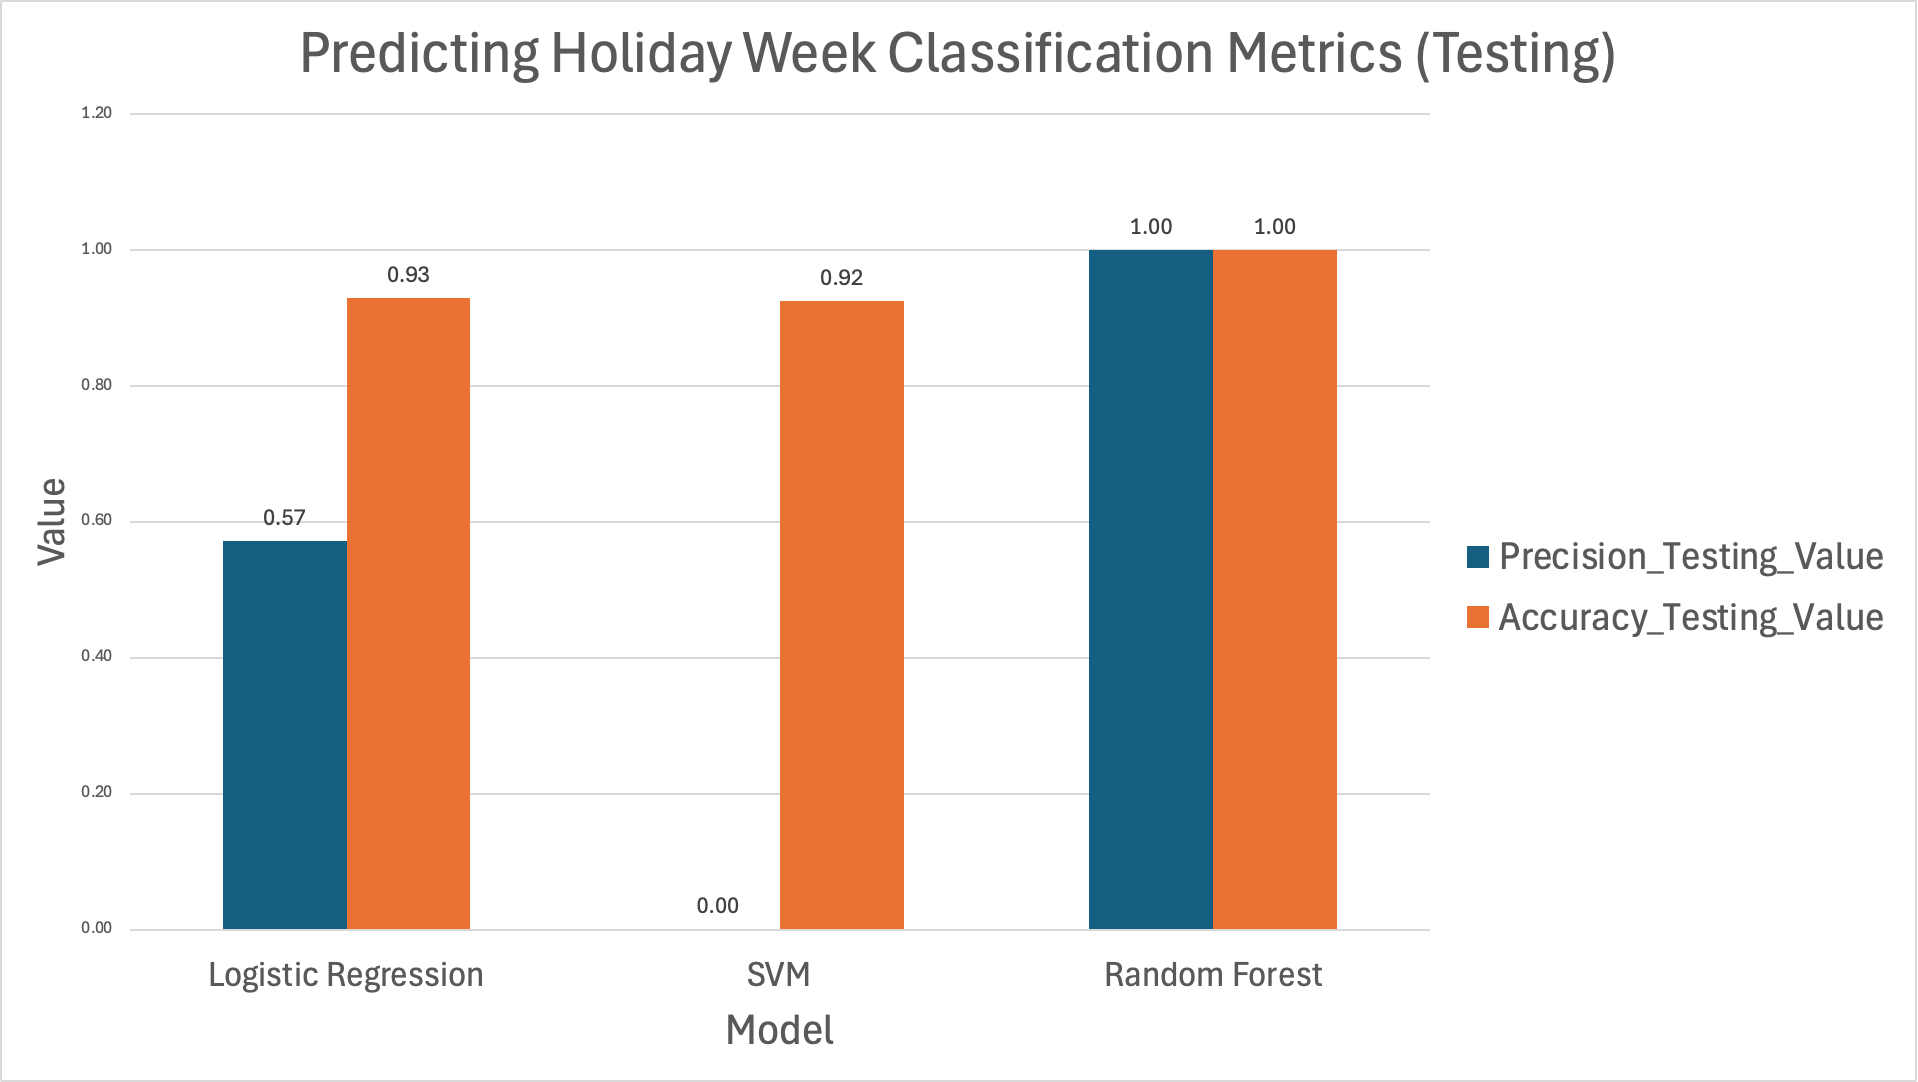 Predicting Holiday Week Classification Metrics (Testing)
1.20
1.00
0.80
0.60
0.40
0.20
0.00
Value
0.57
0.93
0.00
0.92
1.00
1.00
Logistic Regression
SVM
Random Forest
Model
Precision_Testing_Value
Accuracy_Testing_Value